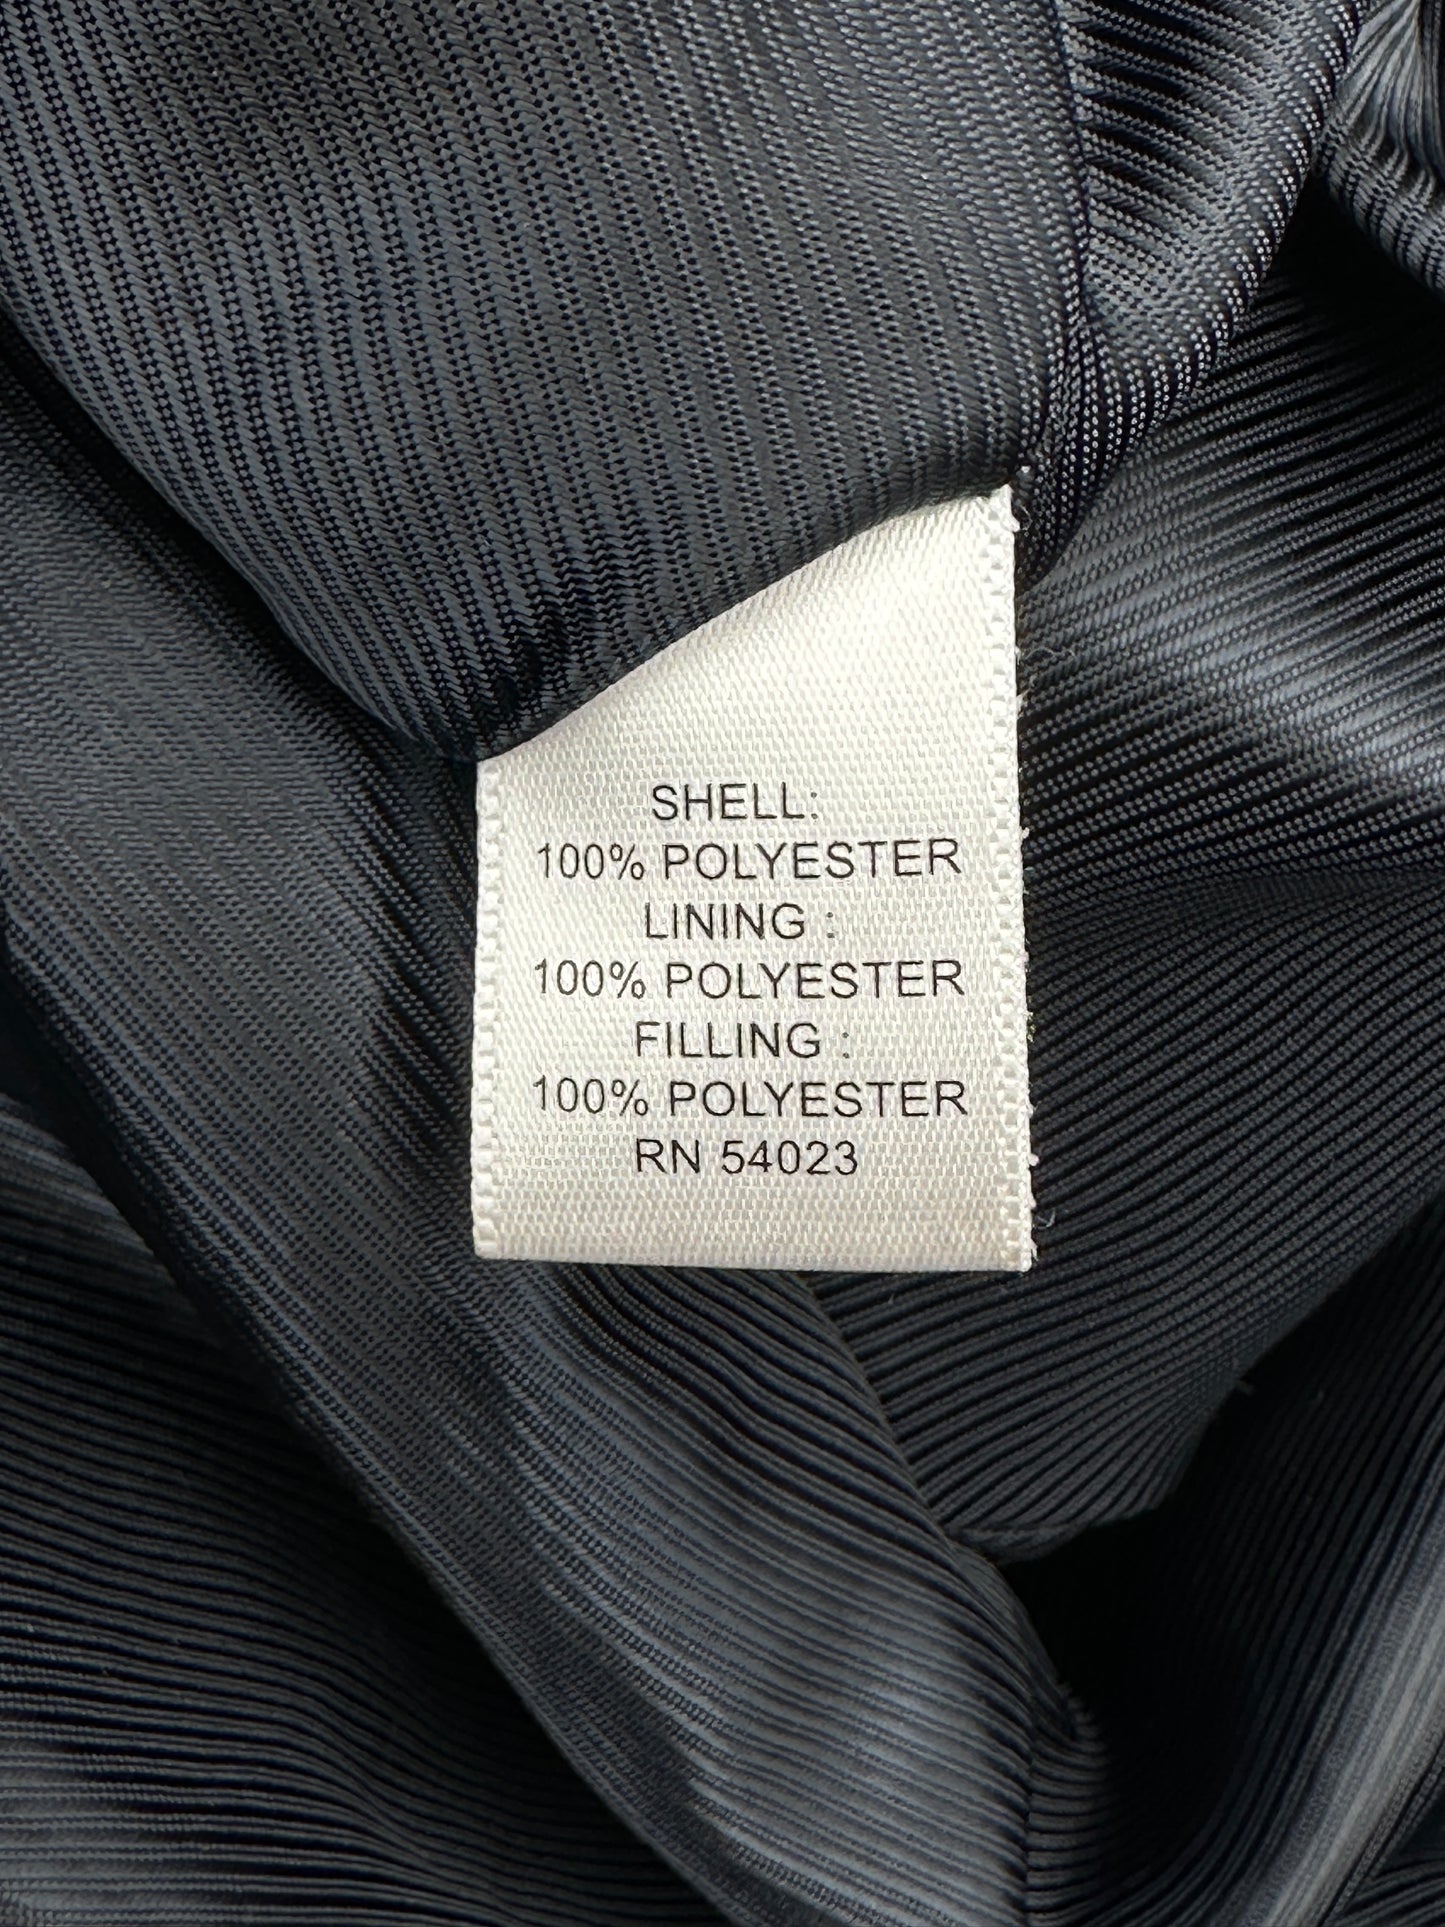 SHELL:
100% POLYESTER
LINING :
100% POLYESTER
FILLING :
100% POLYESTER
RN 54023